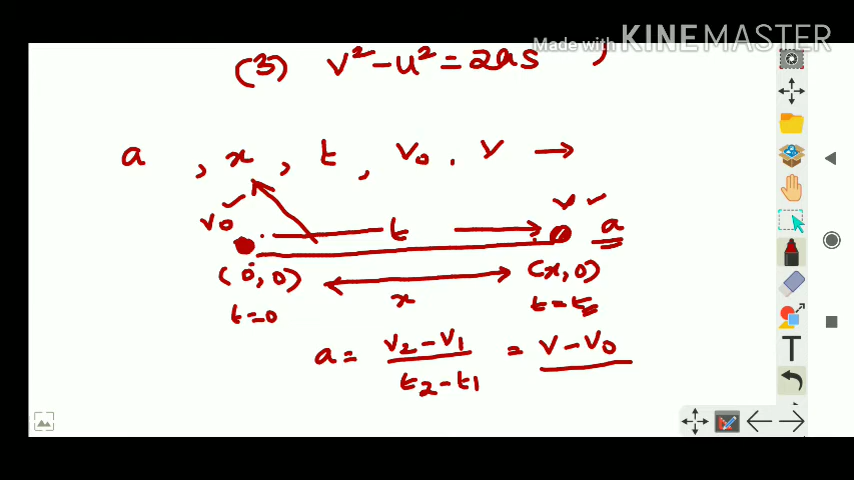 Made with KINEMASTER
(3) v² - u² = 2as ,
a , x , t , v₀ . v →
v₀ ✓ v ✓
t a
(0,0) x (x,0)
t=0 t=t
a = v₂ - v₁ / t₂ - t₁ = v - v₀
T